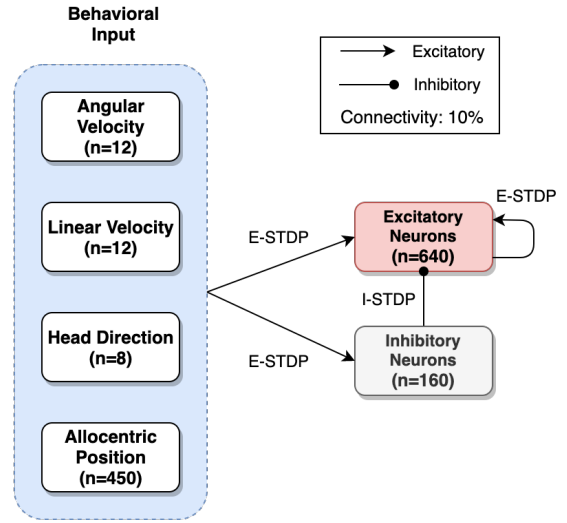 Behavioral
Input
Angular
Velocity
(n=12)
Linear Velocity
(n=12)
Head Direction
(n=8)
Allocentric
Position
(n=450)
Excitatory
Inhibitory
Connectivity: 10%
E-STDP
E-STDP
E-STDP
Excitatory
Neurons
(n=640)
I-STDP
Inhibitory
Neurons
(n=160)